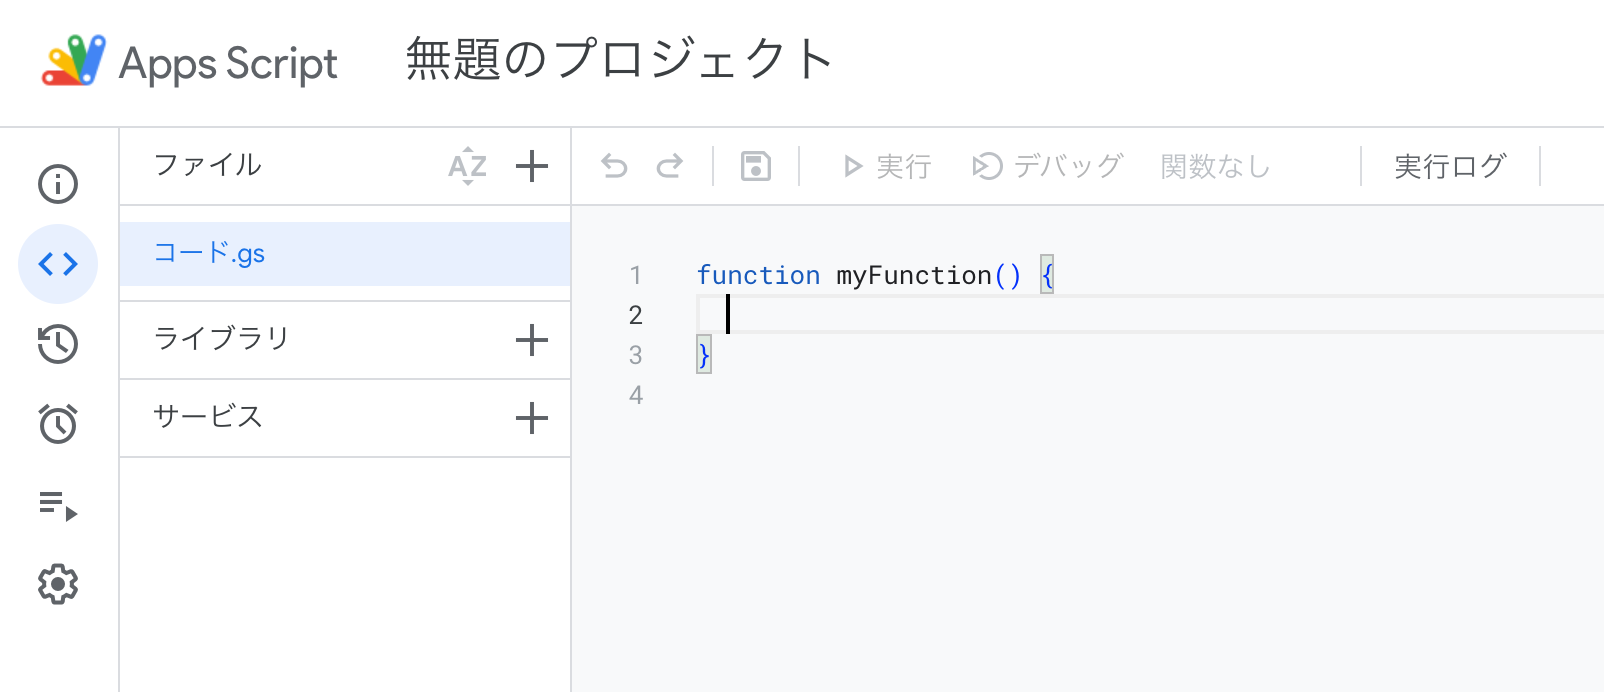 Apps Script 無題のプロジェクト
ファイル AZ
実行 デバッグ 関数なし 実行ログ
コード.gs
ライブラリ
サービス
1 function myFunction() {
2
3 }
4